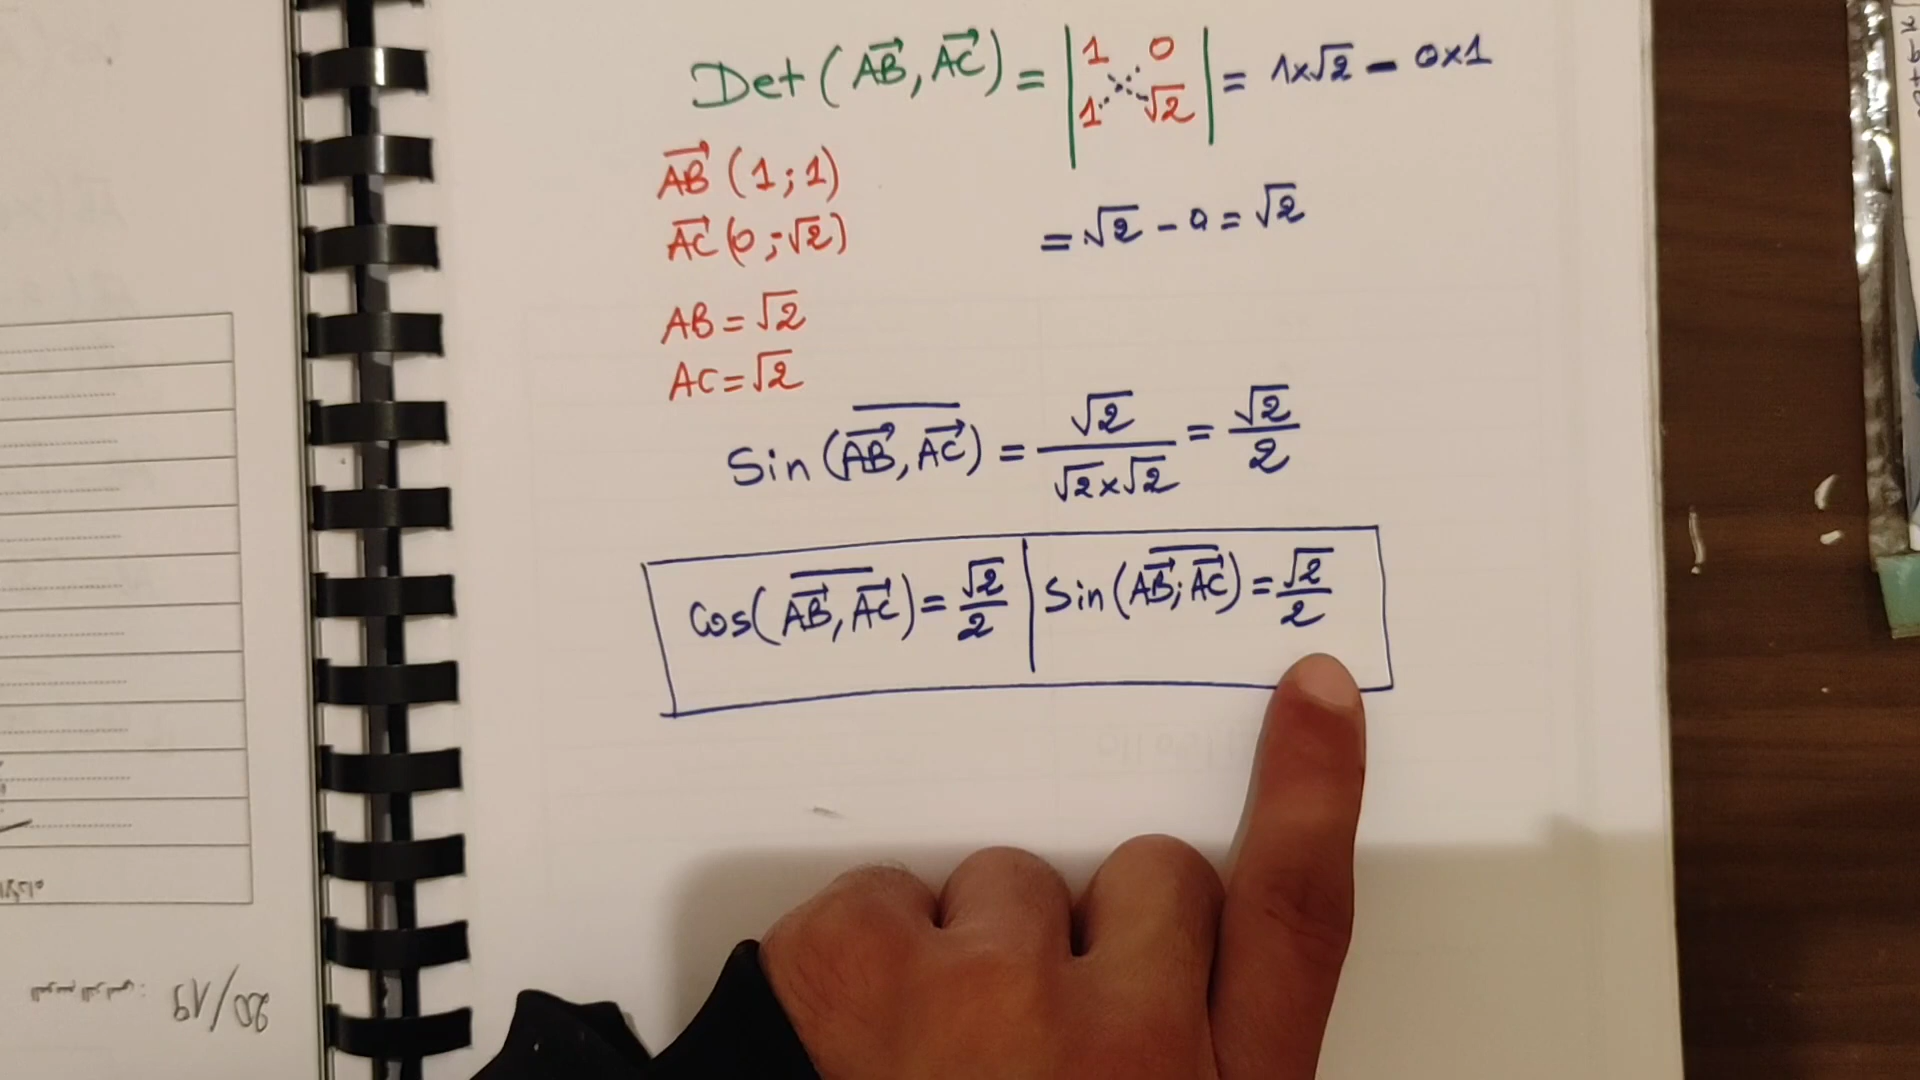 Det(AB, AC) = |1 0 1 √2| = 1×√2 - 0×1
AB (1;1)
AC (0;√2)
= √2 - 0 = √2
AB = √2
AC = √2
Sin(AB, AC) = √2 / √2×√2 = √2 / 2
Cos(AB, AC) = √2 / 2 | Sin(AB; AC) = √2 / 2
20/19